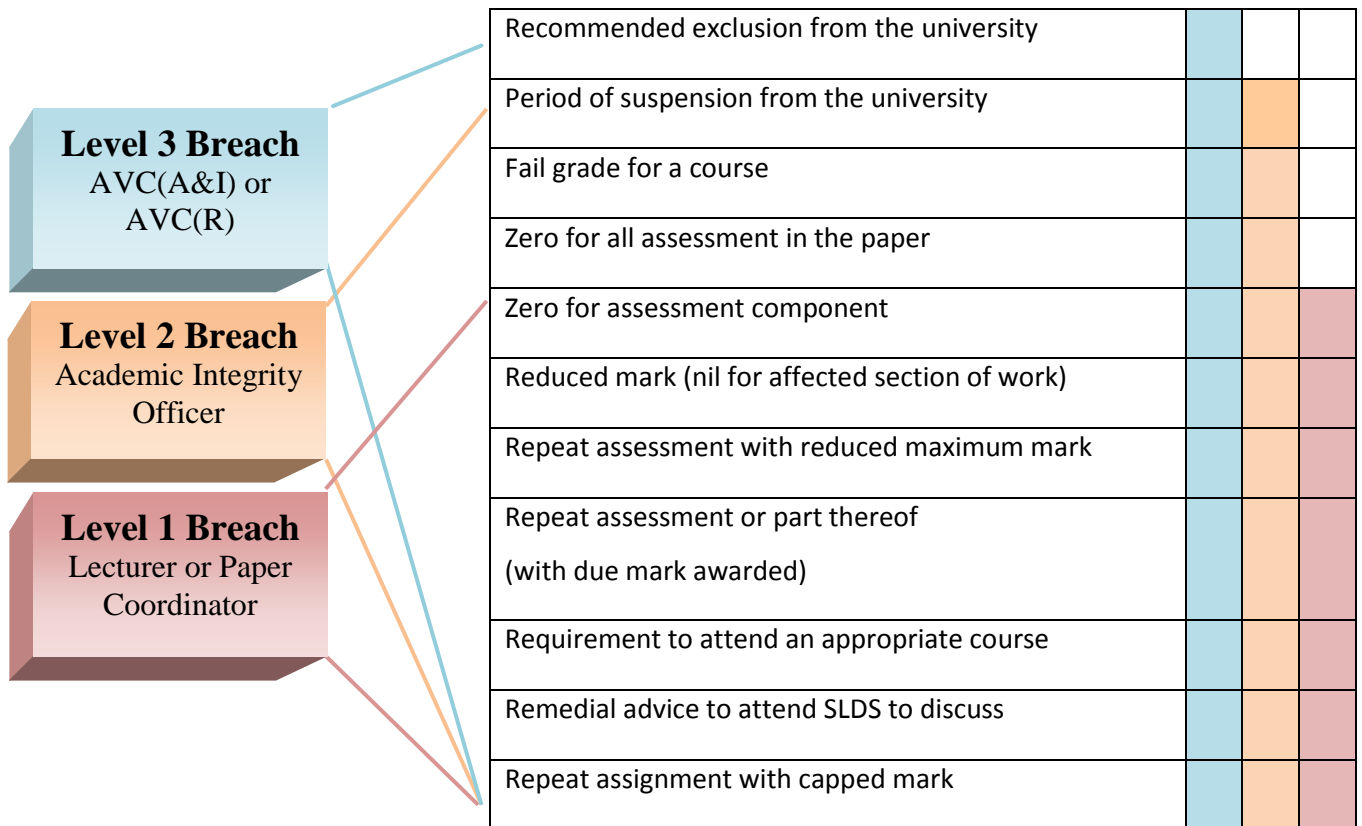 Level 3 Breach
AVC(A&I) or
AVC(R)
Level 2 Breach
Academic Integrity
Officer
Level 1 Breach
Lecturer or Paper
Coordinator
Recommended exclusion from the university
Period of suspension from the university
Fail grade for a course
Zero for all assessment in the paper
Zero for assessment component
Reduced mark (nil for affected section of work)
Repeat assessment with reduced maximum mark
Repeat assessment or part thereof
(with due mark awarded)
Requirement to attend an appropriate course
Remedial advice to attend SLDS to discuss
Repeat assignment with capped mark